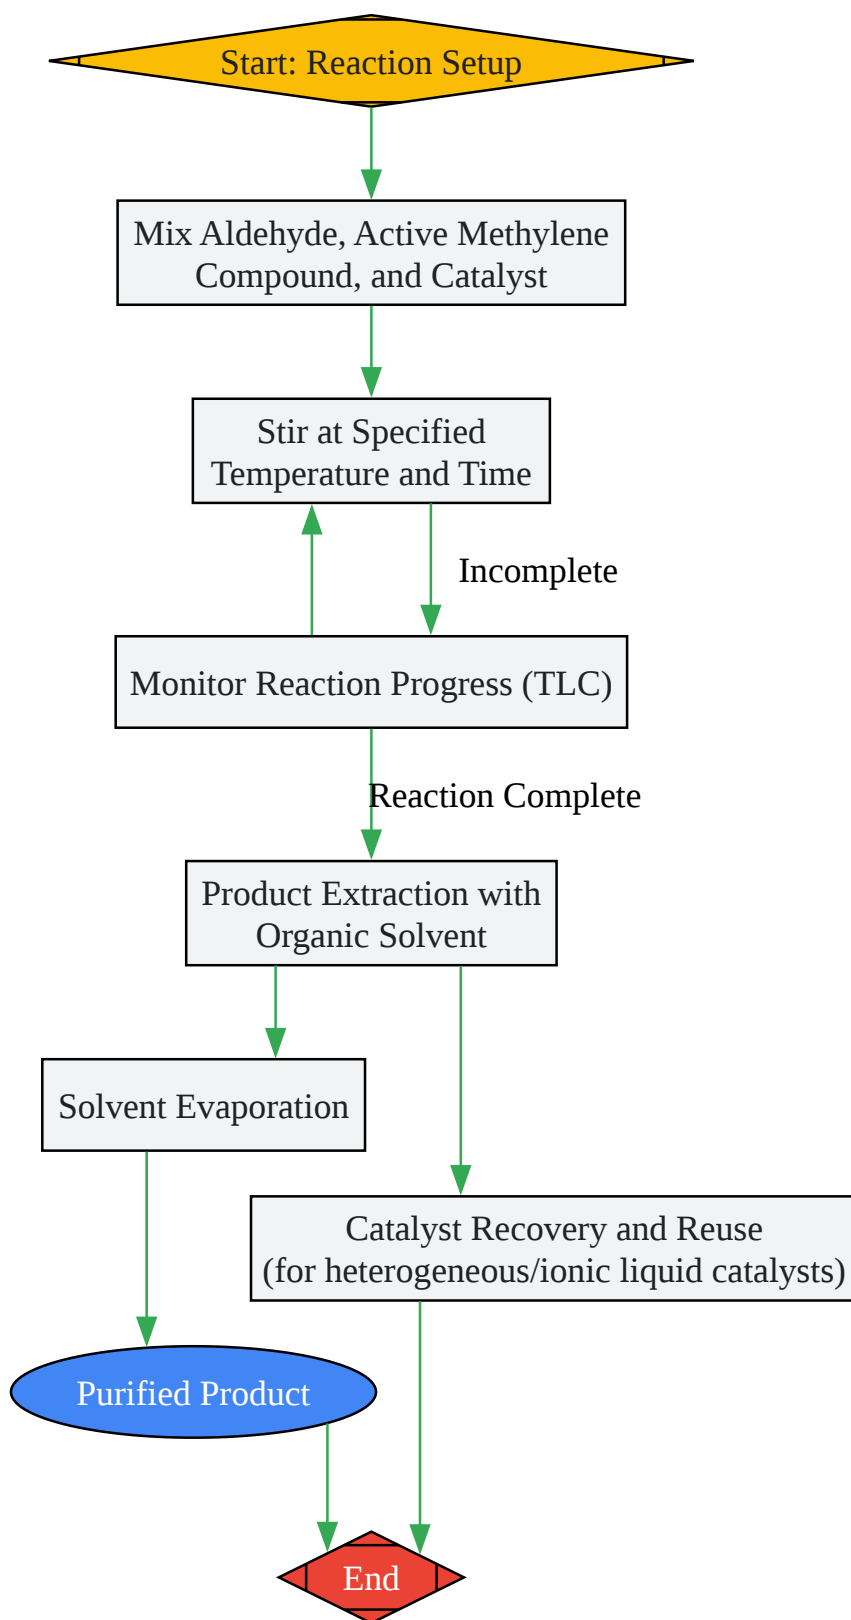 Start: Reaction Setup
Mix Aldehyde, Active Methylene
Compound, and Catalyst
Stir at Specified
Temperature and Time
Incomplete
Monitor Reaction Progress (TLC)
Reaction Complete
Product Extraction with
Organic Solvent
Solvent Evaporation
Catalyst Recovery and Reuse
(for heterogeneous/ionic liquid catalysts)
Purified Product
End